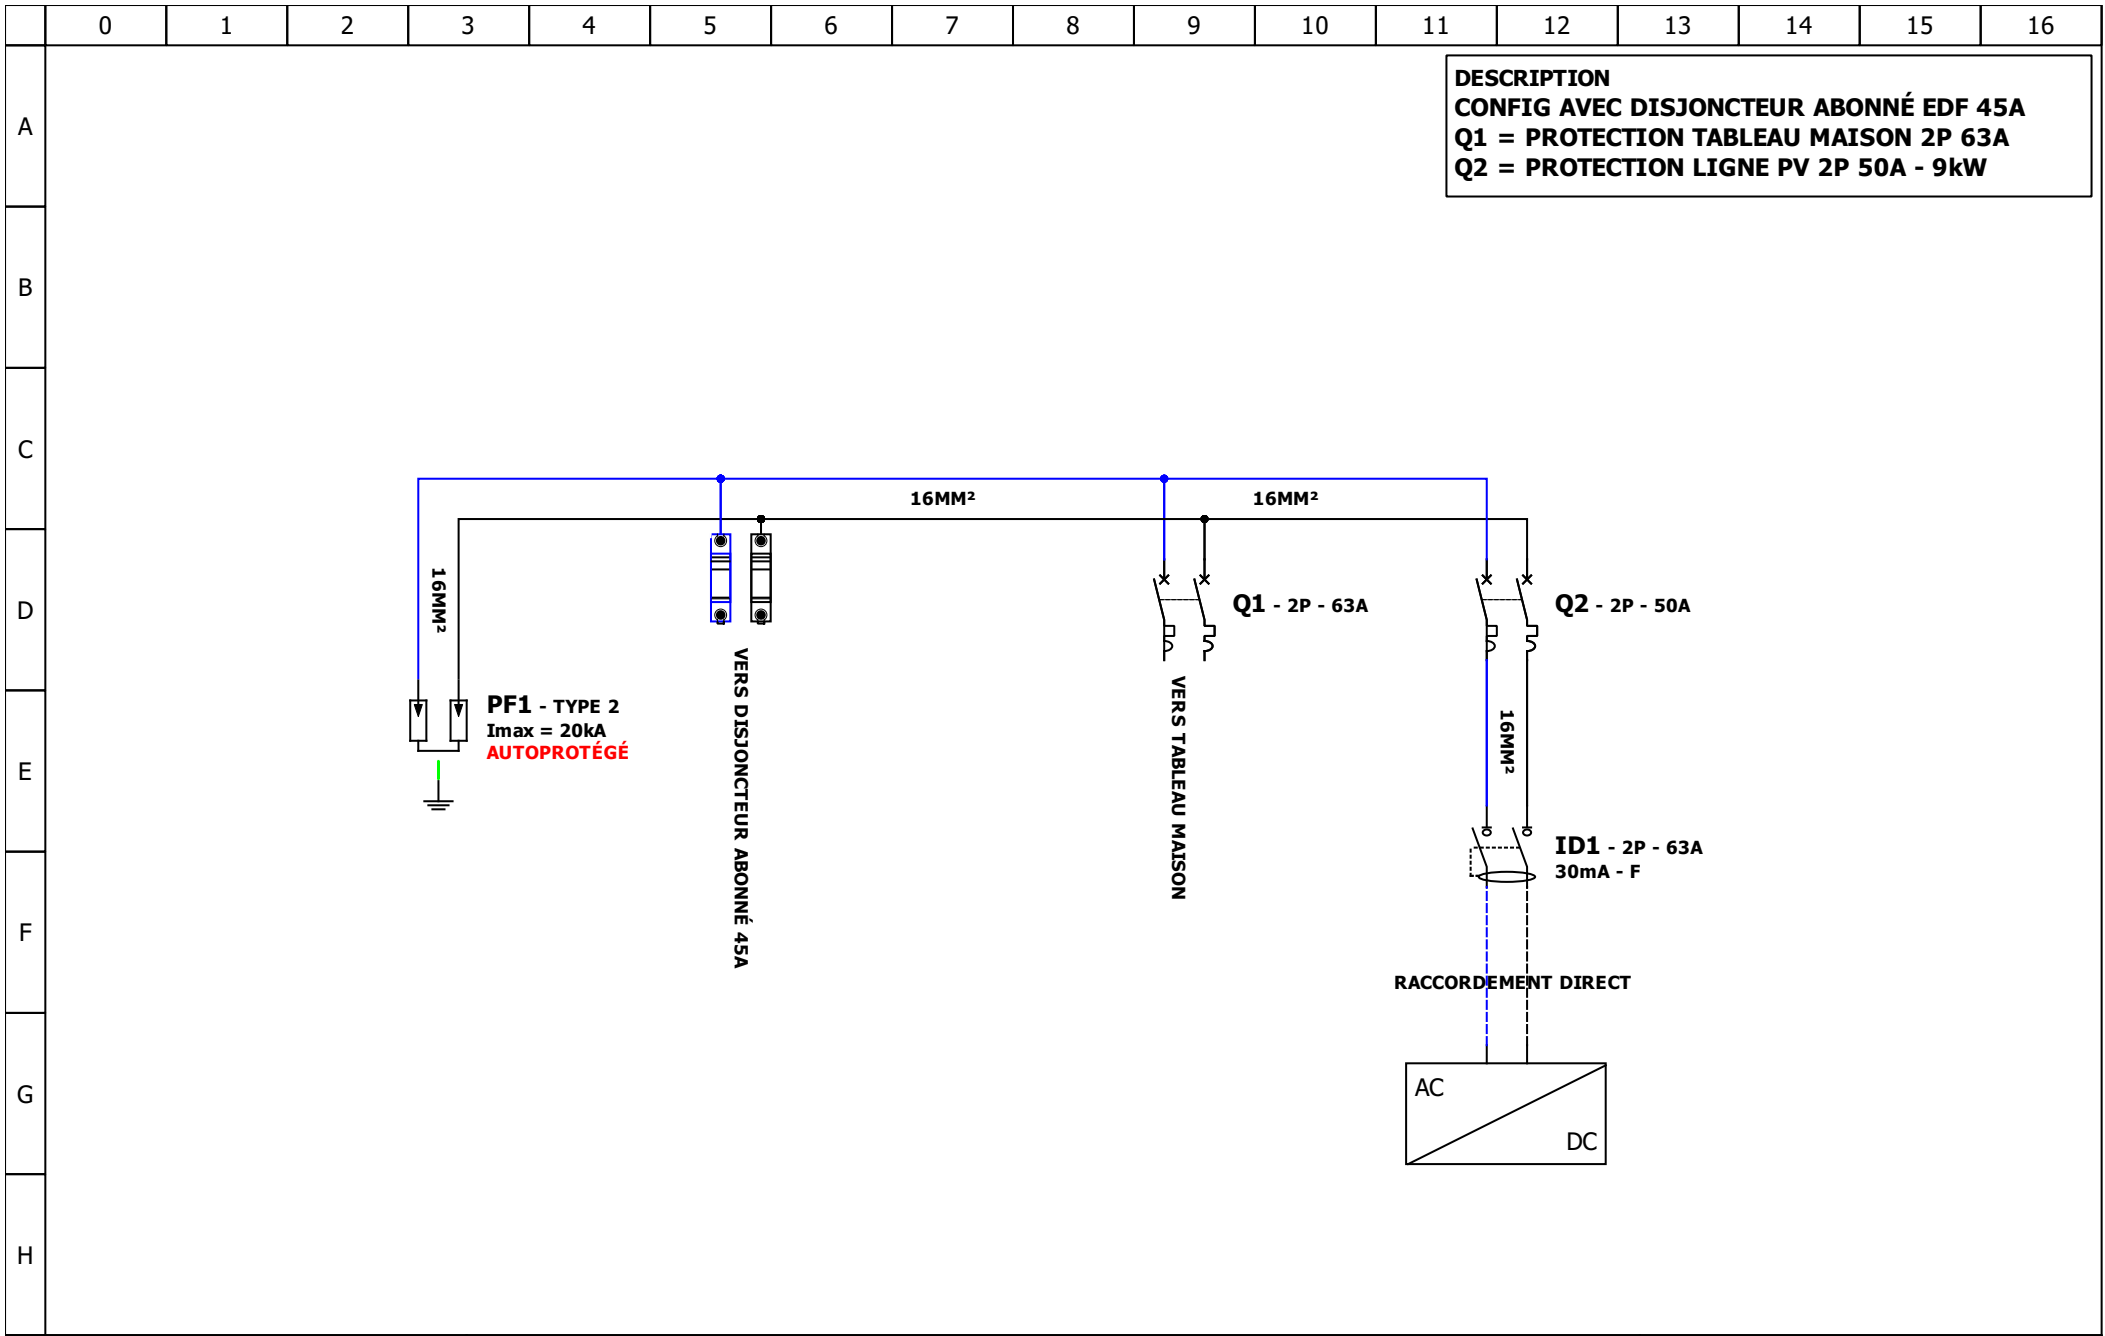 0 1 2 3 4 5 6 7 8 9 10 11 12 13 14 15 16
A
B
C
D
E
F
G
H
DESCRIPTION
CONFIG AVEC DISJONCTEUR ABONNÉ EDF 45A
Q1 = PROTECTION TABLEAU MAISON 2P 63A
Q2 = PROTECTION LIGNE PV 2P 50A - 9kW
16MM²
16MM²
16MM²
PF1 - TYPE 2
Imax = 20kA
AUTOPROTÉGÉ
VERS DISJONCTEUR ABONNÉ 45A
Q1 - 2P - 63A
VERS TABLEAU MAISON
Q2 - 2P - 50A
16MM²
ID1 - 2P - 63A
30mA - F
RACCORDEMENT DIRECT
AC
DC